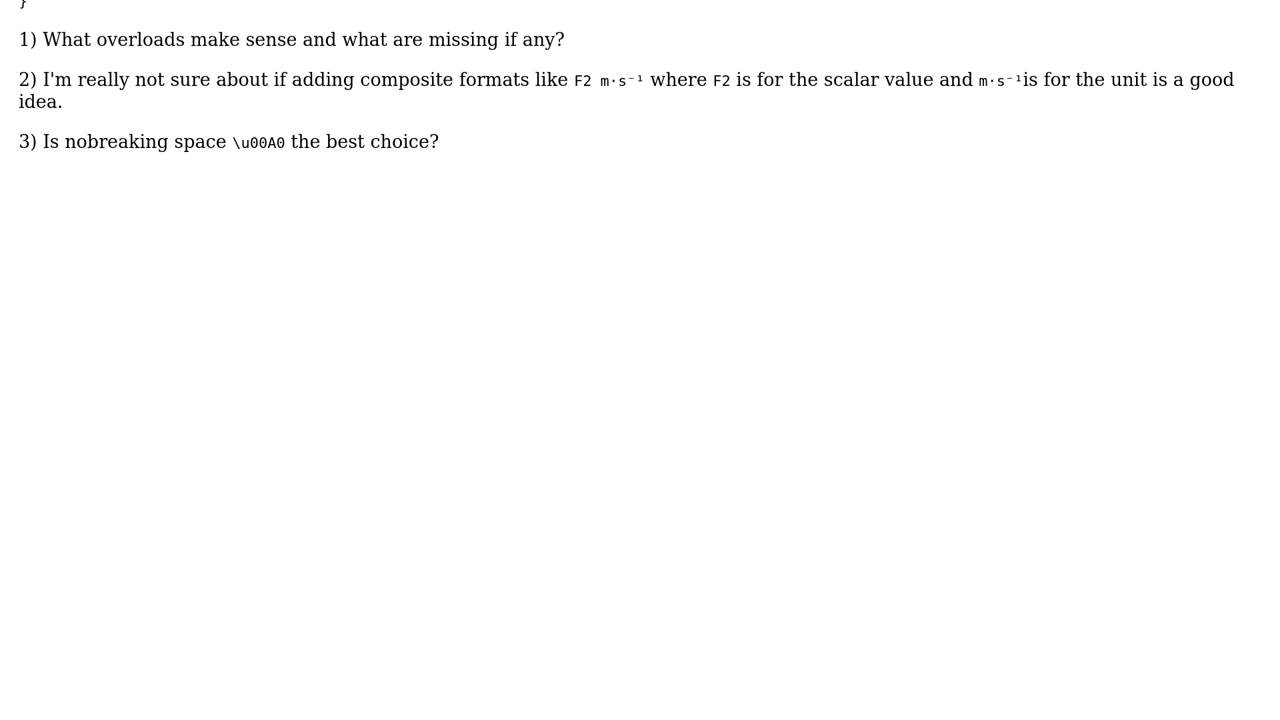 }
1) What overloads make sense and what are missing if any?
2) I'm really not sure about if adding composite formats like F2 m·s⁻¹ where F2 is for the scalar value and m·s⁻¹is for the unit is a good
idea.
3) Is nobreaking space \u00A0 the best choice?